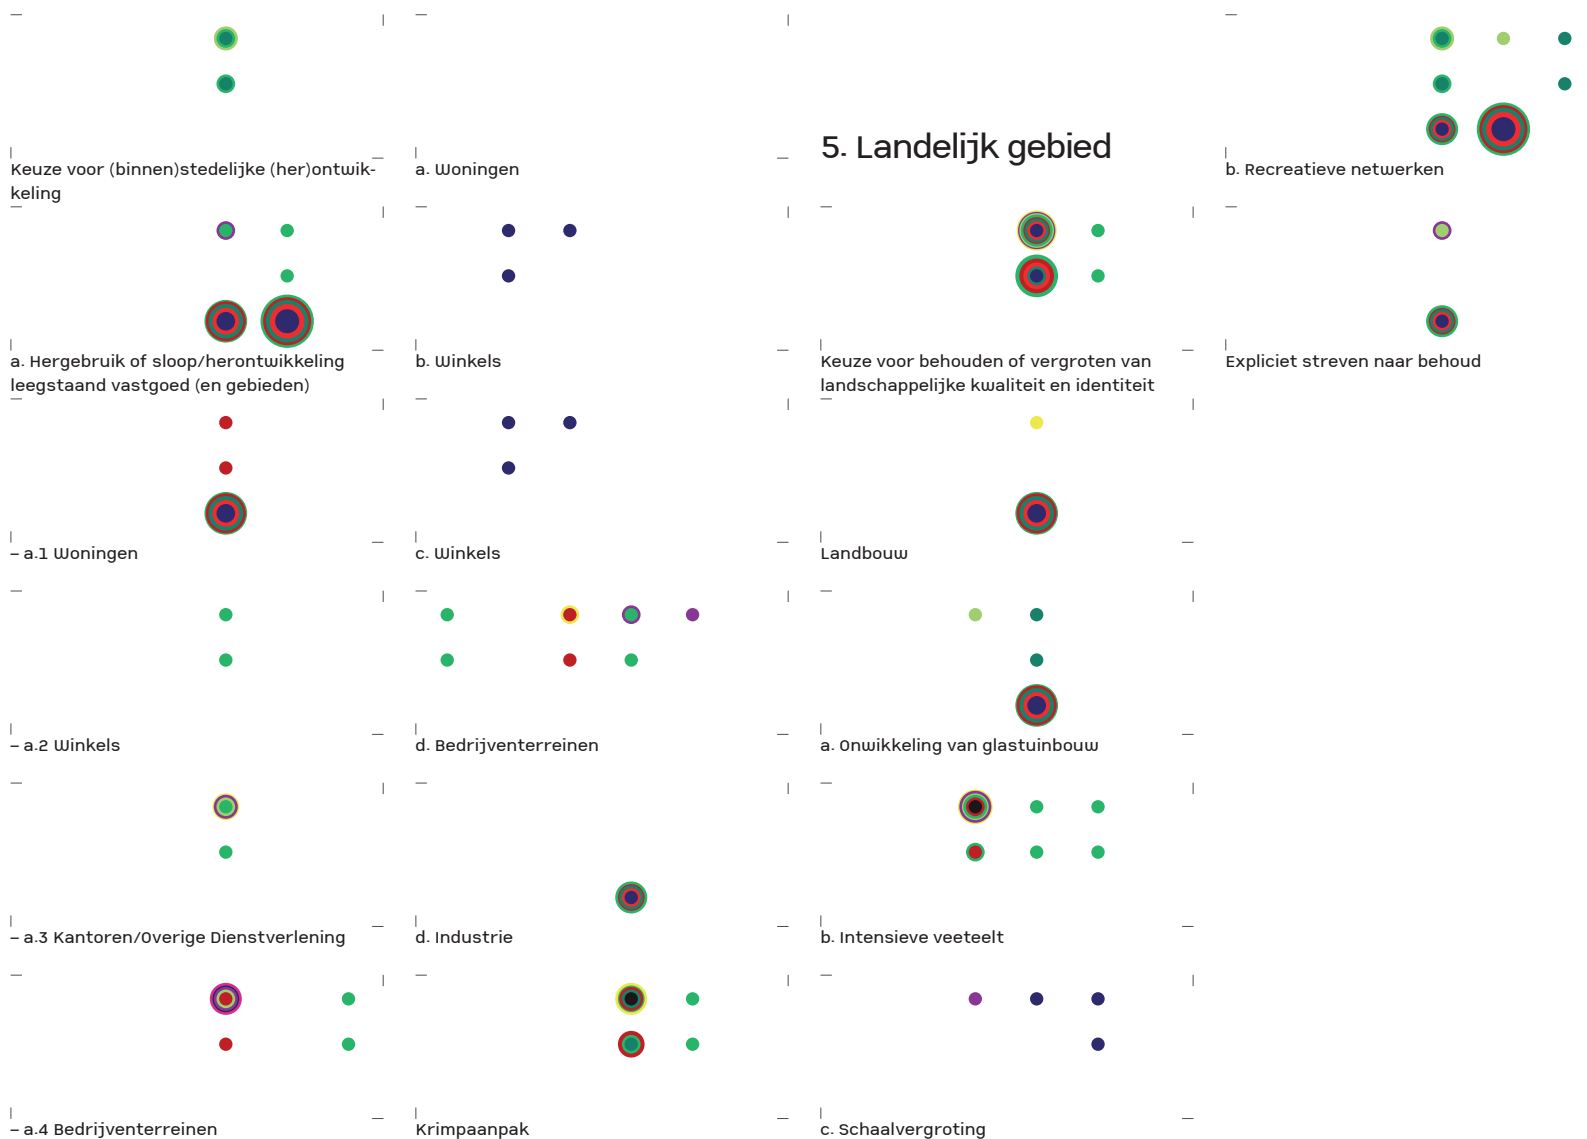 Keuze voor (binnen)stedelijke (her)ontwik-
keling
a. Hergebruik of sloop/herontwikkeling
leegstaand vastgoed (en gebieden)
– a.1 Woningen
– a.2 Winkels
– a.3 Kantoren/Overige Dienstverlening
– a.4 Bedrijventerreinen
a. Woningen
b. Winkels
c. Winkels
d. Bedrijventerreinen
d. Industrie
Krimpaanpak
5. Landelijk gebied
Keuze voor behouden of vergroten van
landschappelijke kwaliteit en identiteit
Landbouw
a. Onwikkeling van glastuinbouw
b. Intensieve veeteelt
c. Schaalvergroting
b. Recreatieve netwerken
Expliciet streven naar behoud